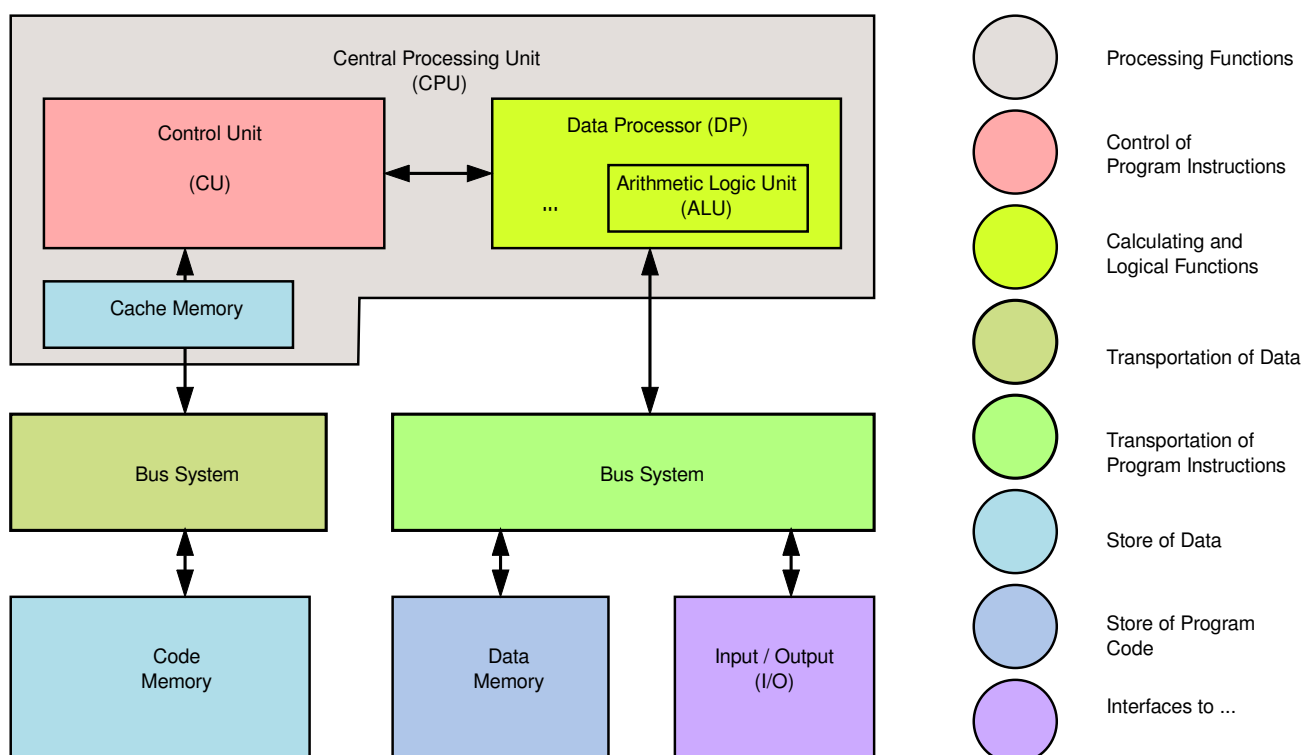 Central Processing Unit
(CPU)
Control Unit
(CU)
Data Processor (DP)
Arithmetic Logic Unit
(ALU)
...
Cache Memory
Bus System
Bus System
Code
Memory
Data
Memory
Input / Output
(I/O)
Processing Functions
Control of
Program Instructions
Calculating and
Logical Functions
Transportation of Data
Transportation of
Program Instructions
Store of Data
Store of Program
Code
Interfaces to ...